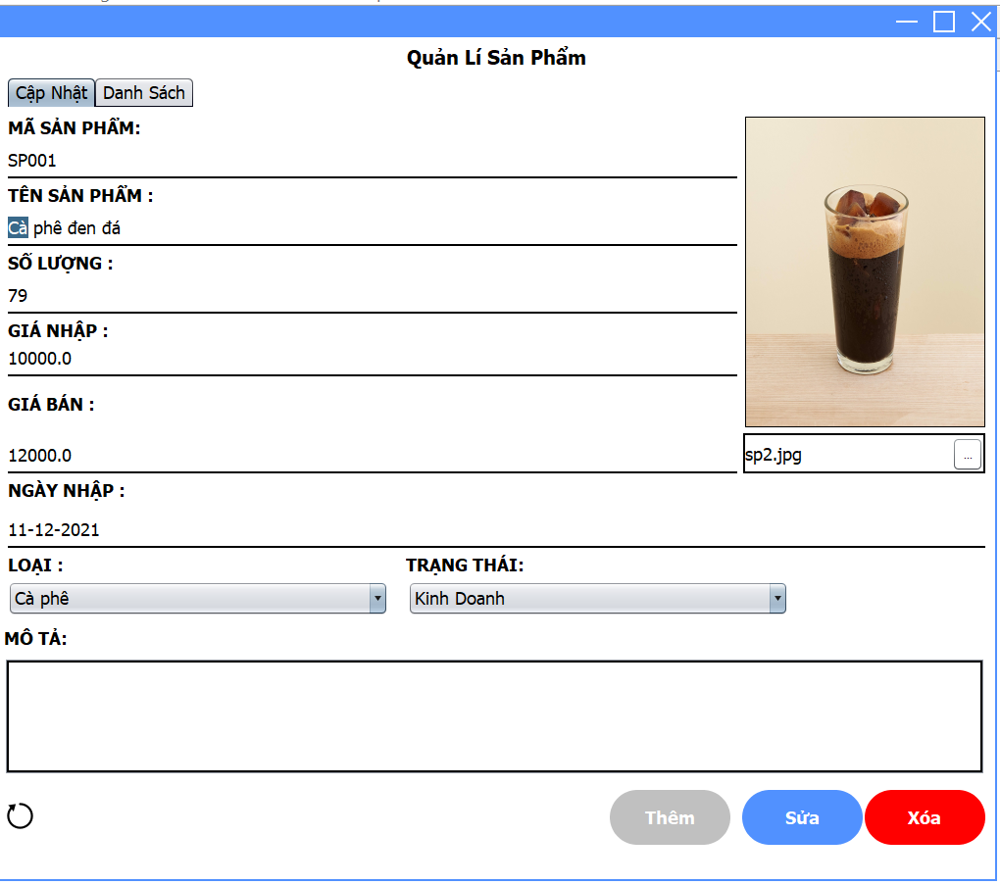 Quản Lí Sản Phẩm
Cập Nhật Danh Sách
MÃ SẢN PHẨM:
SP001
TÊN SẢN PHẨM :
Cà phê đen đá
SỐ LƯỢNG :
79
GIÁ NHẬP :
10000.0
GIÁ BÁN :
12000.0
sp2.jpg ...
NGÀY NHẬP :
11-12-2021
LOẠI : TRẠNG THÁI:
Cà phê Kinh Doanh
MÔ TẢ:
Thêm Sửa Xóa